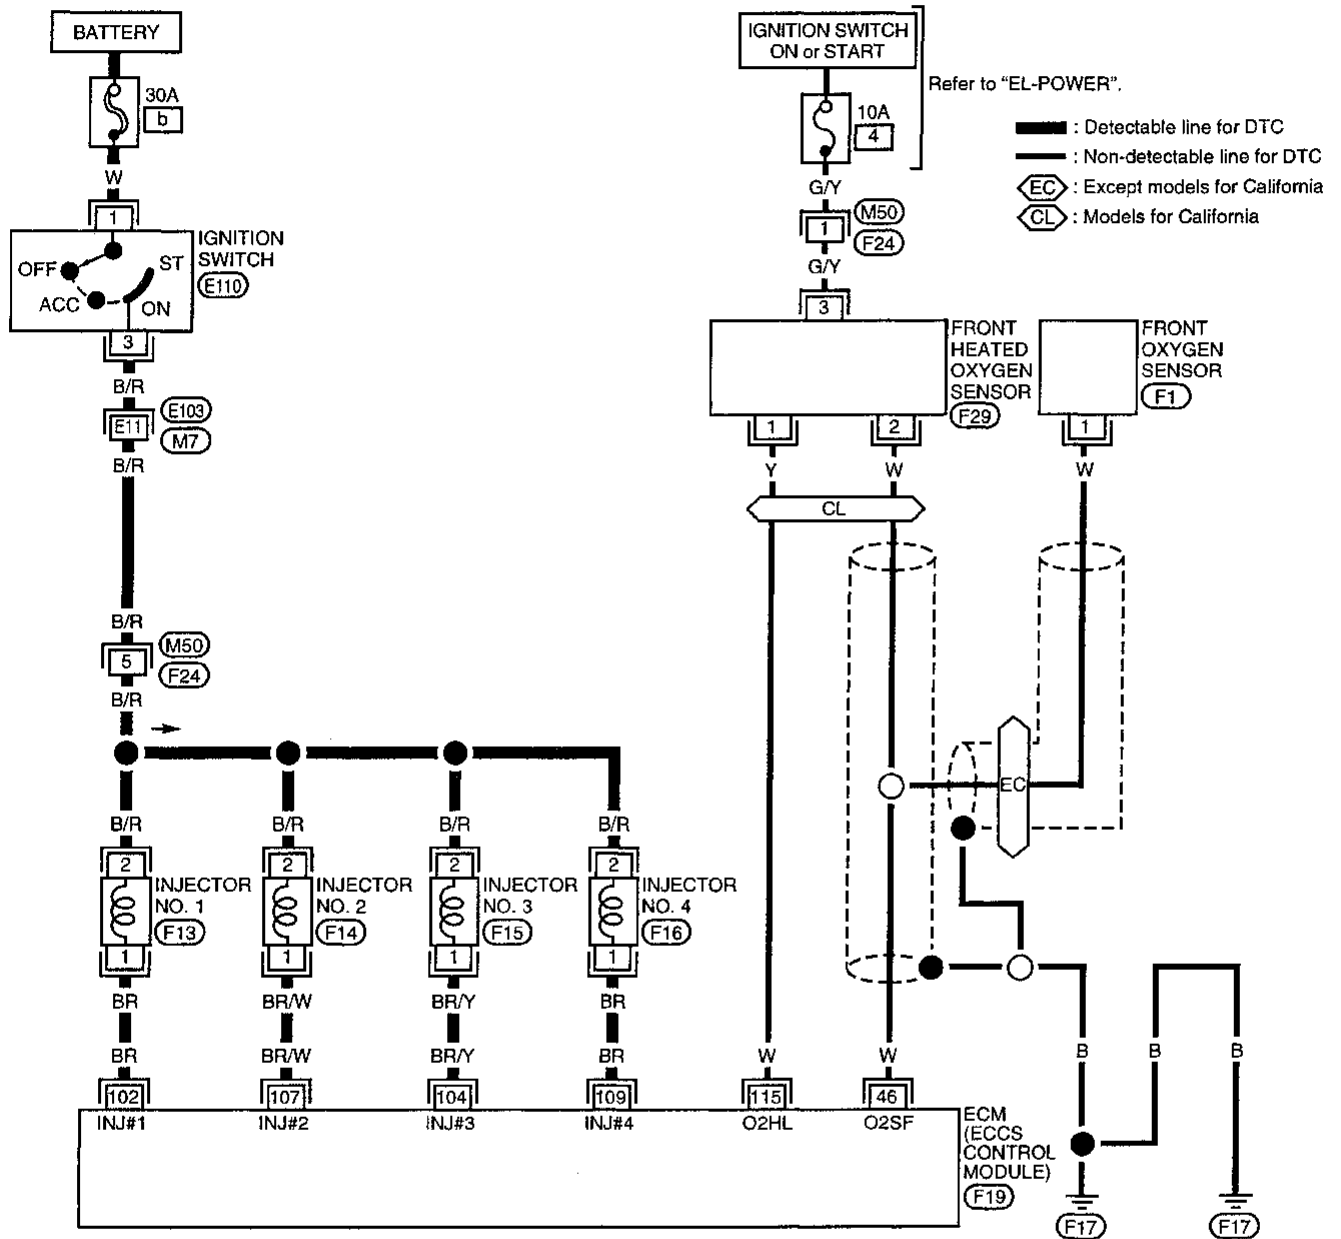 BATTERY
30A
b
W
1
IGNITION
SWITCH
E110
OFF
ST
ACC
ON
3
B/R
E11
E103
M7
B/R
B/R
5
M50
F24
B/R
B/R
B/R
B/R
B/R
2
2
2
2
INJECTOR
NO. 1
F13
INJECTOR
NO. 2
F14
INJECTOR
NO. 3
F15
INJECTOR
NO. 4
F16
1
1
1
1
BR
BR/W
BR/Y
BR
BR
BR/W
BR/Y
BR
102
107
104
109
INJ#1
INJ#2
INJ#3
INJ#4
IGNITION SWITCH
ON or START
Refer to “EL-POWER”.
10A
4
G/Y
1
M50
F24
G/Y
3
FRONT
HEATED
OXYGEN
SENSOR
F29
1
2
Y
W
CL
FRONT
OXYGEN
SENSOR
F1
1
W
EC
: Detectable line for DTC
: Non-detectable line for DTC
EC : Except models for California
CL : Models for California
W
W
115
46
O2HL
O2SF
ECM
(ECCS
CONTROL
MODULE)
F19
B
B
B
F17
F17